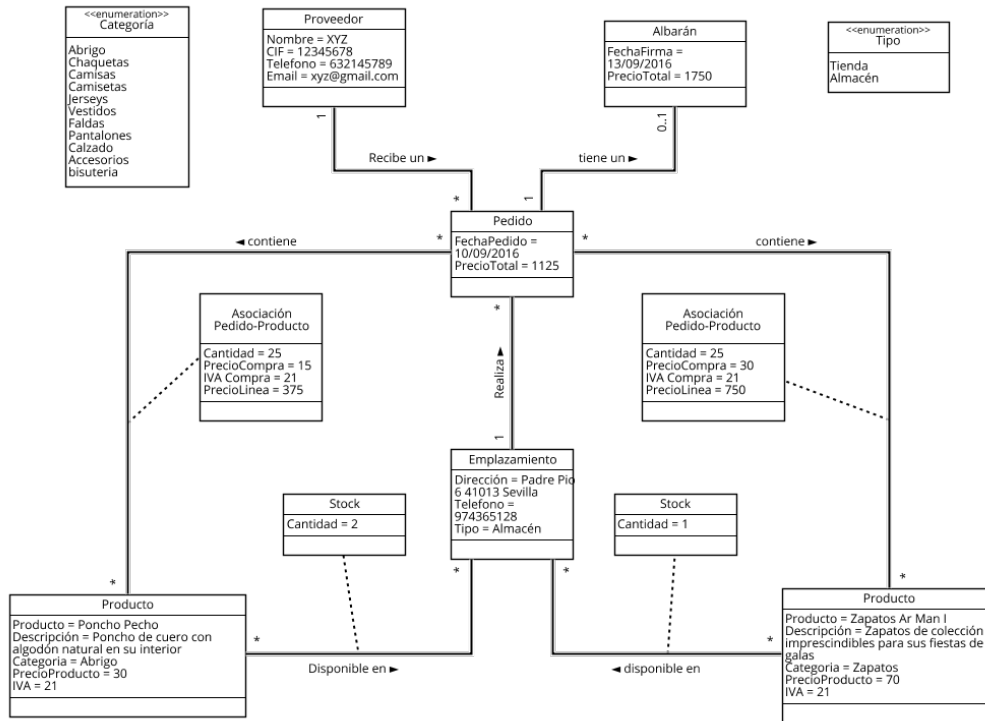 <<enumeration>>
Categoría
Abrigo
Chaquetas
Camisas
Camisetas
Jerseys
Vestidos
Faldas
Pantalones
Calzado
Accesorios
bisuteria
Proveedor
Nombre = XYZ
CIF = 12345678
Telefono = 632145789
Email = xyz@gmail.com
Albarán
FechaFirma =
13/09/2016
PrecioTotal = 1750
<<enumeration>>
Tipo
Tienda
Almacén
1
Recibe un ►
*
0..1
tiene un ►
1
Pedido
FechaPedido =
10/09/2016
PrecioTotal = 1125
*
◄ contiene
*
*
contiene ►
*
Asociación
Pedido-Producto
Cantidad = 25
PrecioCompra = 15
IVA Compra = 21
PrecioLinea = 375
*
Realiza ►
1
Asociación
Pedido-Producto
Cantidad = 25
PrecioCompra = 30
IVA Compra = 21
PrecioLinea = 750
Emplazamiento
Dirección = Padre Pio
6 41013 Sevilla
Telefono =
974365128
Tipo = Almacén
Stock
Cantidad = 2
Stock
Cantidad = 1
Producto
Producto = Poncho Pecho
Descripción = Poncho de cuero con
algodón natural en su interior
Categoria = Abrigo
PrecioProducto = 30
IVA = 21
*
Disponible en ►
*
*
◄ disponible en
*
Producto
Producto = Zapatos Ar Man I
Descripción = Zapatos de colección
imprescindibles para sus fiestas de
galas
Categoria = Zapatos
PrecioProducto = 70
IVA = 21